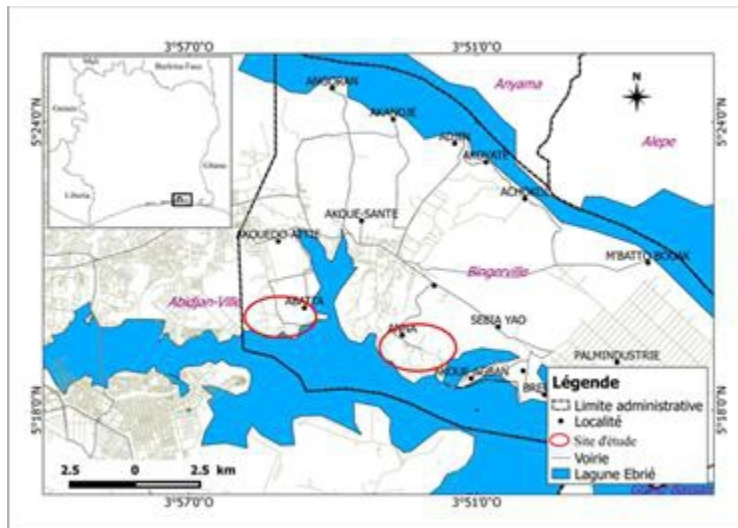 3°57'0"O 3°51'0"O
Mali
Burkina-Faso
Guinée
Ghana
Liberia
5°24'0"N
5°24'0"N
N
Anyama
Alepe
AKANDJE
ADJIN
AKOYATE
AKOUE-SANTE
AKOUEDO-ATTIE
M'BATTO-BOUAK
Bingerville
Abidjan-Ville
ABATTA
ANNA
SEBIA YAO
PALMINDUSTRIE
5°18'0"N
5°18'0"N
Légende
Limite administrative
Localité
Site d'étude
Voirie
Lagune Ebrié
2.5 0 2.5 km
3°57'0"O 3°51'0"O